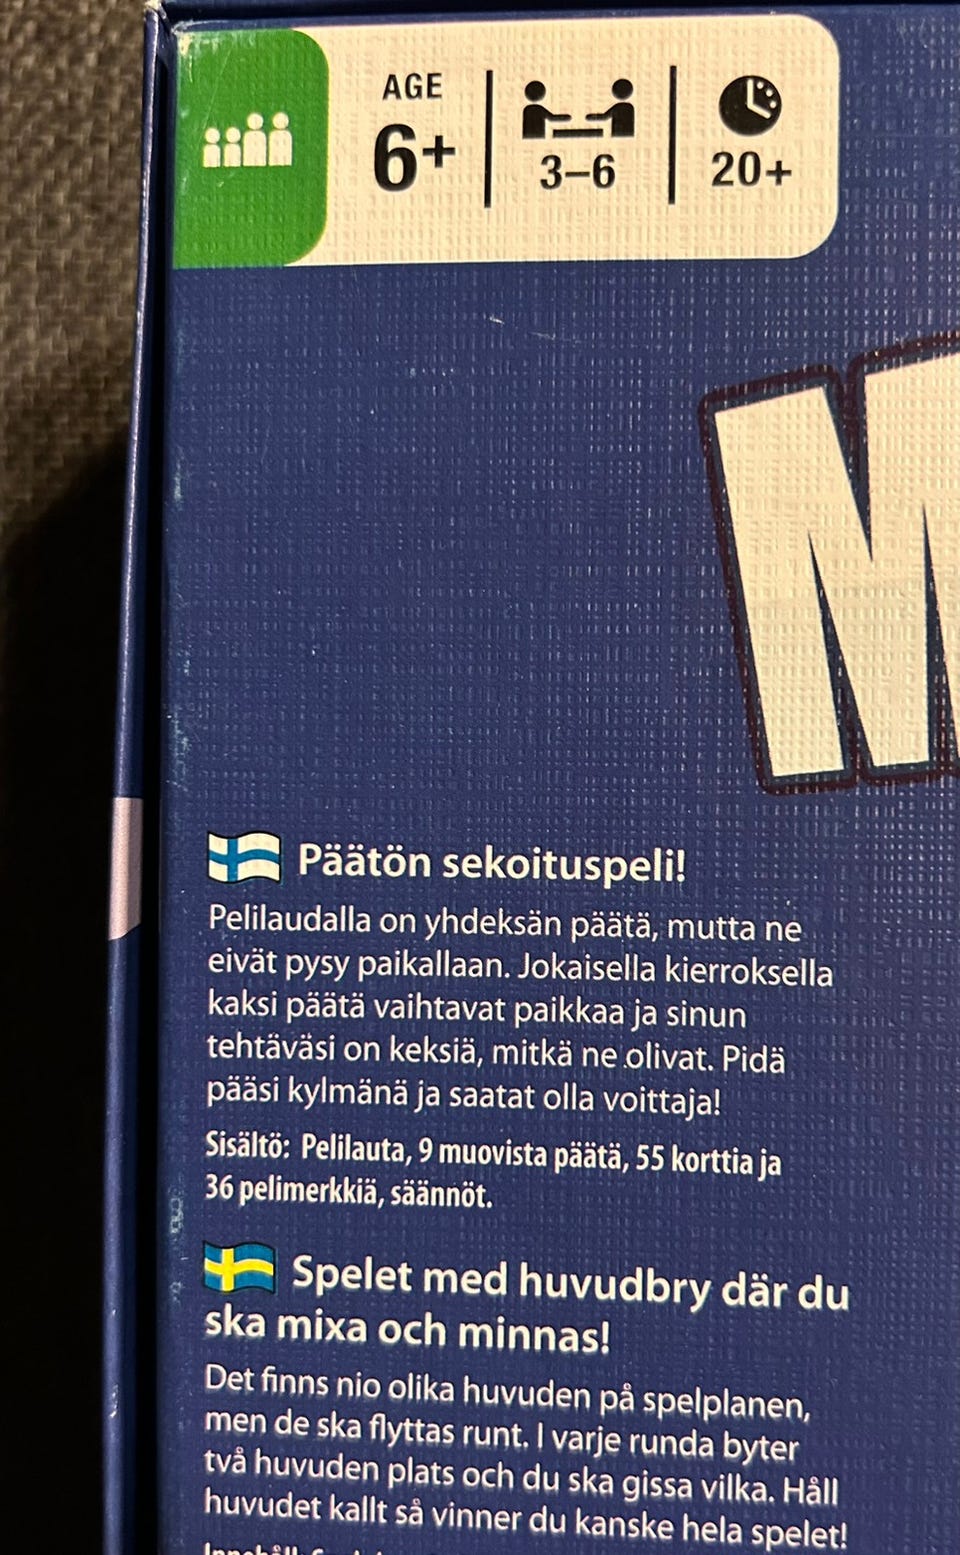 AGE
6+
3–6
20+
M
Päätön sekoituspeli!
Pelilaudalla on yhdeksän päätä, mutta ne
eivät pysy paikallaan. Jokaisella kierroksella
kaksi päätä vaihtavat paikkaa ja sinun
tehtäväsi on keksiä, mitkä ne olivat. Pidä
pääsi kylmänä ja saatat olla voittaja!
Sisältö: Pelilauta, 9 muovista päätä, 55 korttia ja
36 pelimerkkiä, säännöt.
Spelet med huvudbry där du
ska mixa och minnas!
Det finns nio olika huvuden på spelplanen,
men de ska flyttas runt. I varje runda byter
två huvuden plats och du ska gissa vilka. Håll
huvudet kallt så vinner du kanske hela spelet!